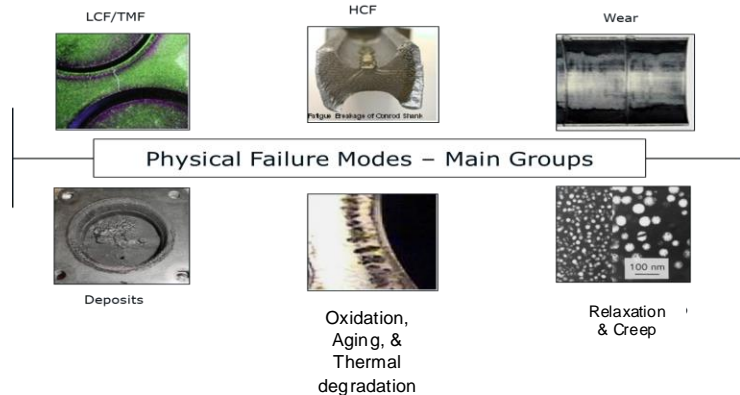 LCF/TMF
HCF
Wear
Fatigue Breakage of Conrod Shank
Physical Failure Modes – Main Groups
100 nm
Deposits
Oxidation,
Aging, &
Thermal
degradation
Relaxation
& Creep